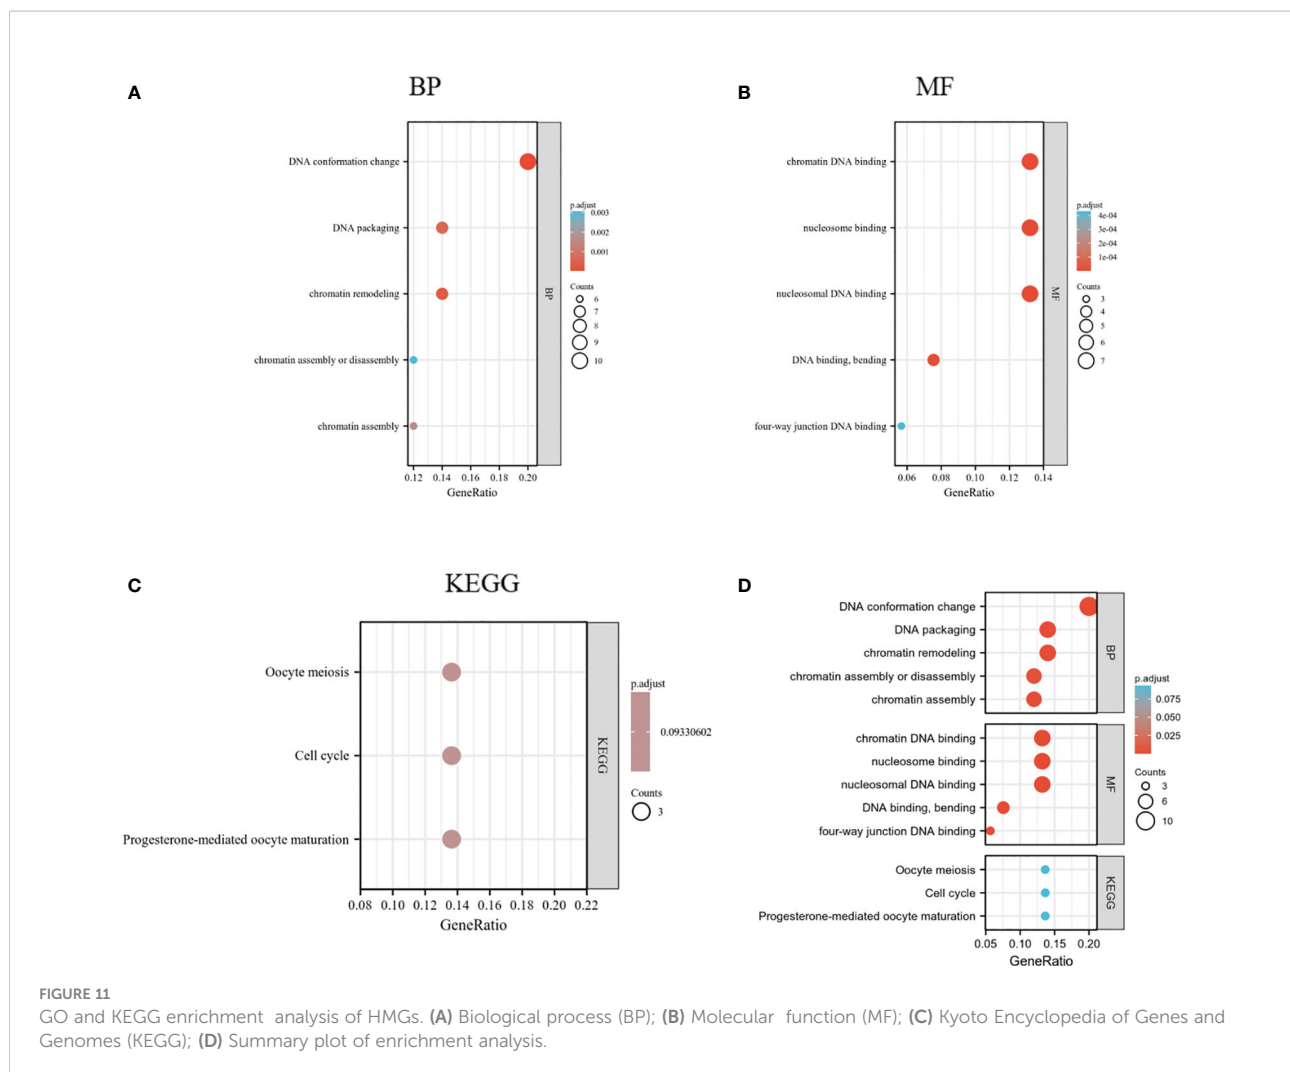 A
BP
DNA conformation change
DNA packaging
chromatin remodeling
chromatin assembly or disassembly
chromatin assembly
0.12 0.14 0.16 0.18 0.20
GeneRatio
BP
p.adjust
0.003
0.002
0.001
Counts
6
7
8
9
10
B
MF
chromatin DNA binding
nucleosome binding
nucleosomal DNA binding
DNA binding, bending
four-way junction DNA binding
0.06 0.08 0.10 0.12 0.14
GeneRatio
MF
p.adjust
4e-04
3e-04
2e-04
1e-04
Counts
3
4
5
6
7
C
KEGG
Oocyte meiosis
Cell cycle
Progesterone-mediated oocyte maturation
0.08 0.10 0.12 0.14 0.16 0.18 0.20 0.22
GeneRatio
KEGG
p.adjust
0.09330602
Counts
3
D
DNA conformation change
DNA packaging
chromatin remodeling
chromatin assembly or disassembly
chromatin assembly
BP
chromatin DNA binding
nucleosome binding
nucleosomal DNA binding
DNA binding, bending
four-way junction DNA binding
MF
Oocyte meiosis
Cell cycle
Progesterone-mediated oocyte maturation
KEGG
0.05 0.10 0.15 0.20
GeneRatio
p.adjust
0.075
0.050
0.025
Counts
3
6
10
FIGURE 11
GO and KEGG enrichment analysis of HMGs. (A) Biological process (BP); (B) Molecular function (MF); (C) Kyoto Encyclopedia of Genes and
Genomes (KEGG); (D) Summary plot of enrichment analysis.